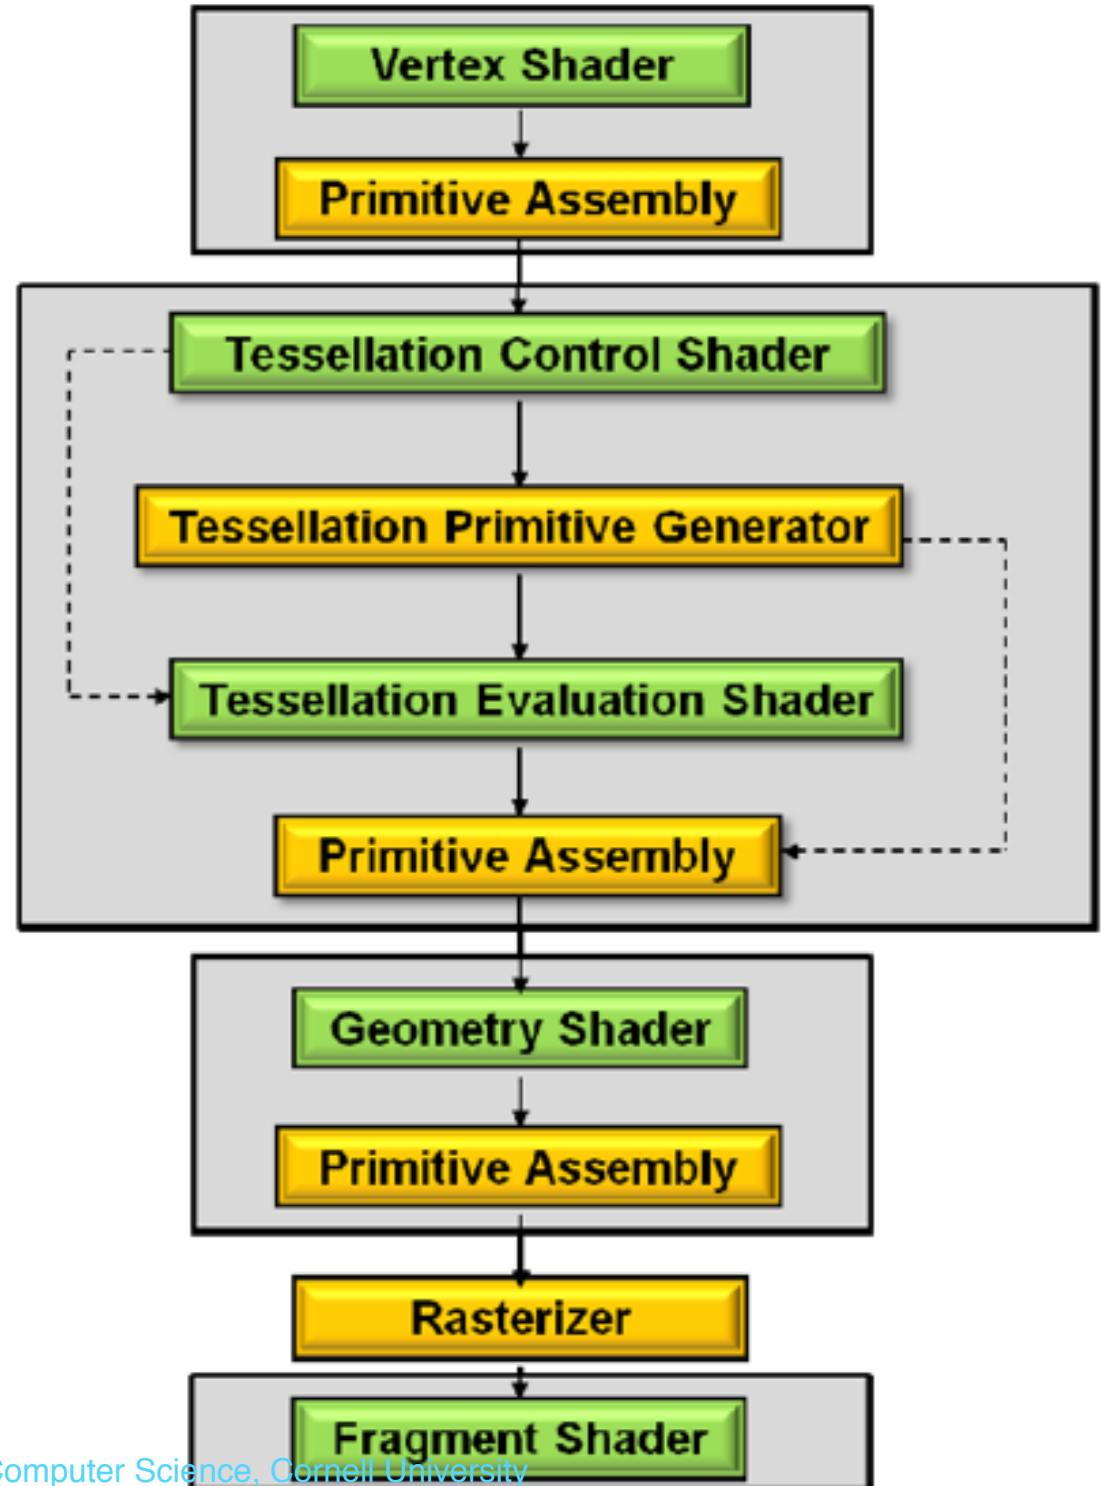 Vertex Shader
Primitive Assembly
Tessellation Control Shader
Tessellation Primitive Generator
Tessellation Evaluation Shader
Primitive Assembly
Geometry Shader
Primitive Assembly
Rasterizer
Fragment Shader
Computer Science, Cornell University